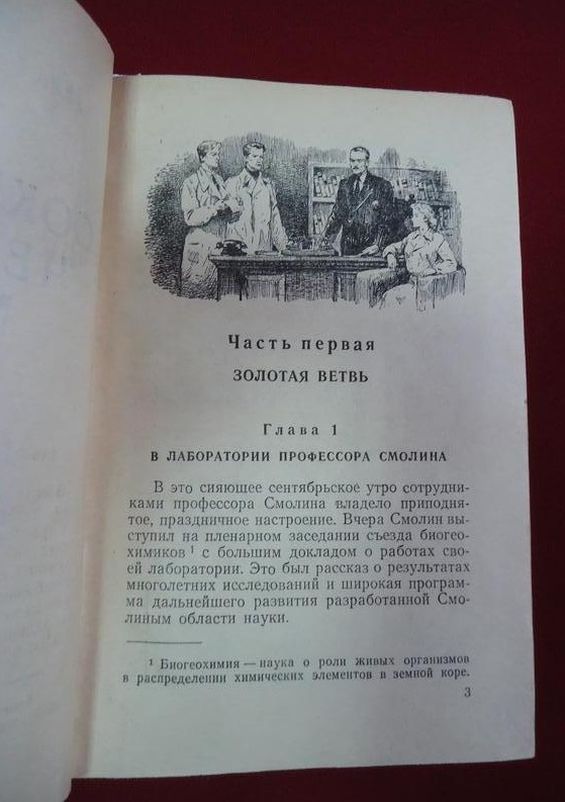 Часть первая
ЗОЛОТАЯ ВЕТВЬ
Глава 1
В ЛАБОРАТОРИИ ПРОФЕССОРА СМОЛИНА
В это сияющее сентябрьское утро сотрудни-
ками профессора Смолина владело приподня-
тое, праздничное настроение. Вчера Смолин вы-
ступил на пленарном заседании съезда биогео-
химиков ¹ с большим докладом о работах сво-
ей лаборатории. Это был рассказ о результатах
многолетних исследований и широкая програм-
ма дальнейшего развития разработанной Смо-
линым области науки.
¹ Биогеохимия — наука о роли живых организмов
в распределении химических элементов в земной коре.
3